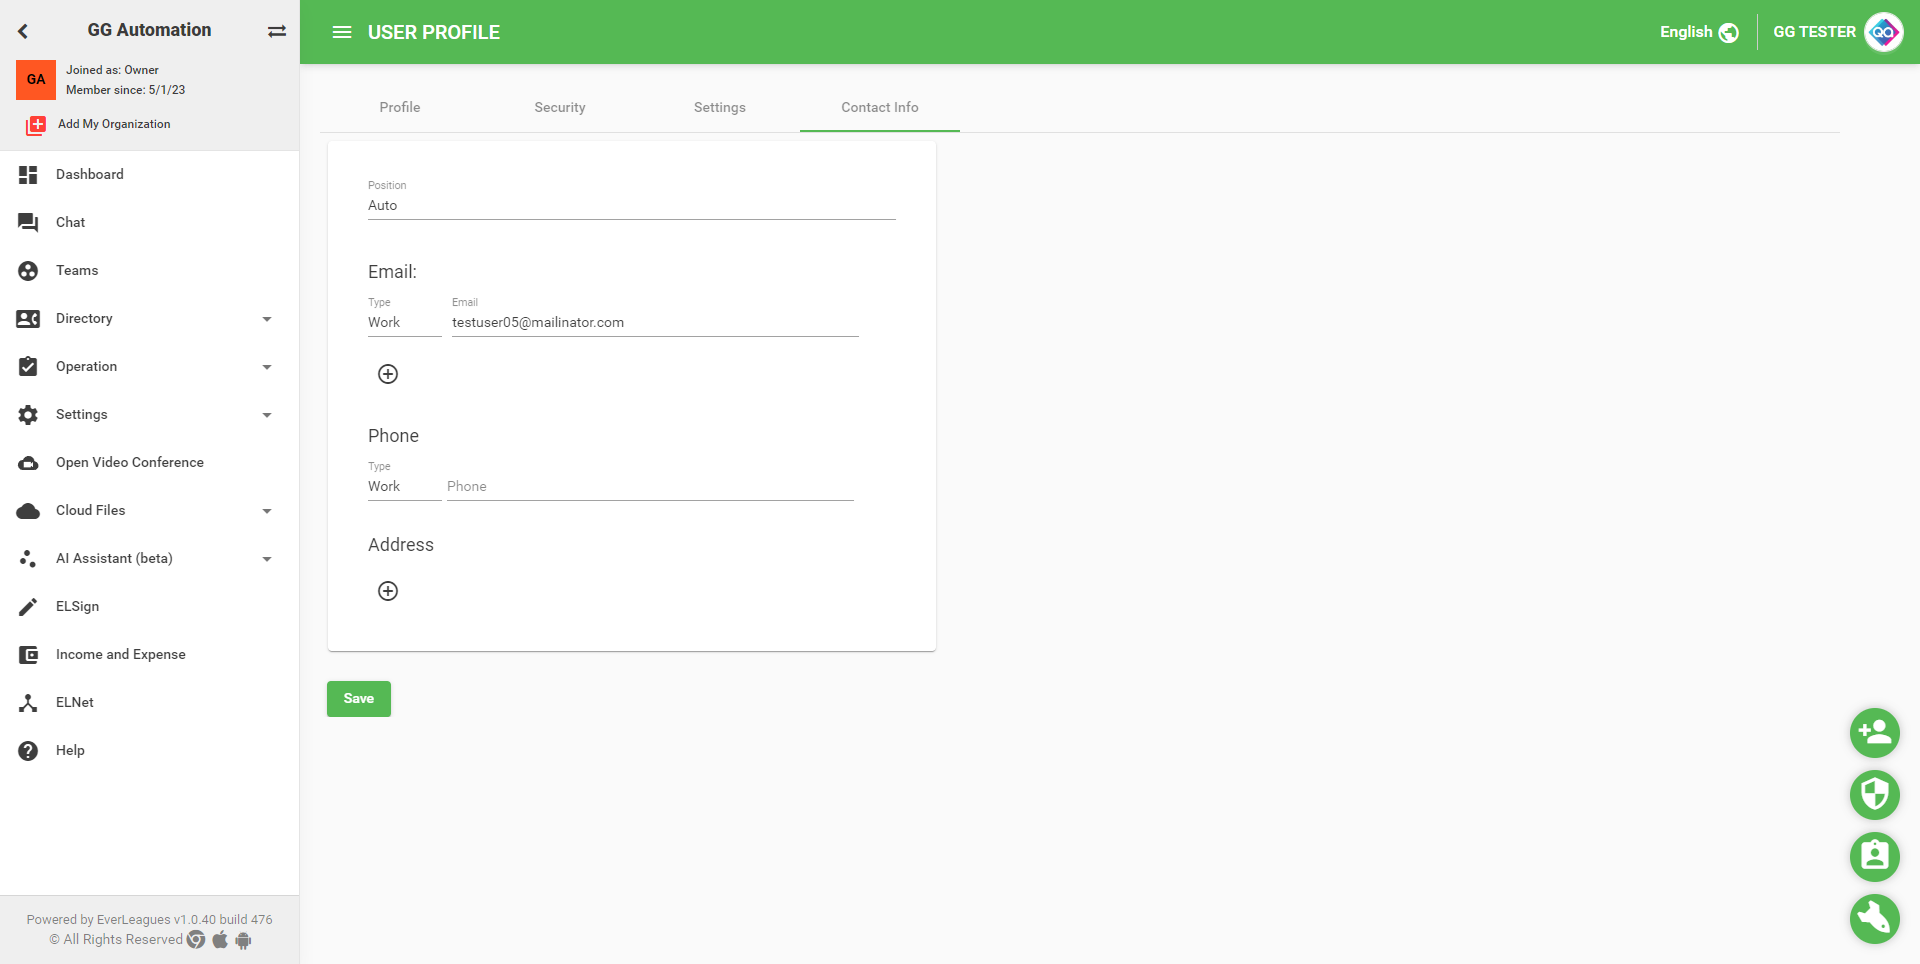 GG Automation
GA
Joined as: Owner
Member since: 5/1/23
Add My Organization
Dashboard
Chat
Teams
Directory
Operation
Settings
Open Video Conference
Cloud Files
AI Assistant (beta)
ELSign
Income and Expense
ELNet
Help
Powered by EverLeagues v1.0.40 build 476
© All Rights Reserved
USER PROFILE
English
GG TESTER
QA
Profile
Security
Settings
Contact Info
Position
Auto
Email:
Type
Email
Work
testuser05@mailinator.com
Phone
Type
Work
Phone
Address
Save